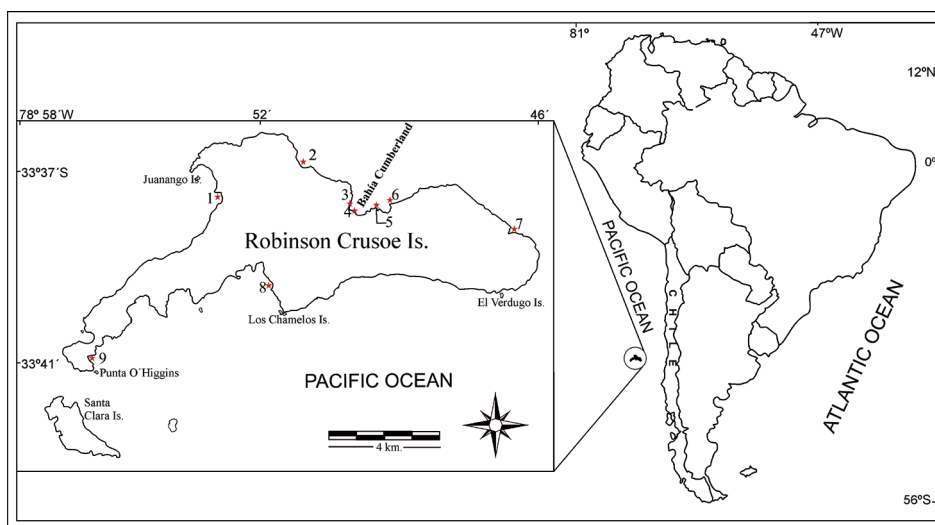 81º
47ºW
12ºN
0º
56ºS
78º 58´W
52´
46´
33º37´S
33º41´
Juanango Is.
1
2
3
4
5
6
7
8
9
Bahía Cumberland
Robinson Crusoe Is.
El Verdugo Is.
Los Chamelos Is.
Punta O´Higgins
Santa
Clara Is.
PACIFIC OCEAN
4 km.
PACIFIC OCEAN
CHILE
ATLANTIC OCEAN